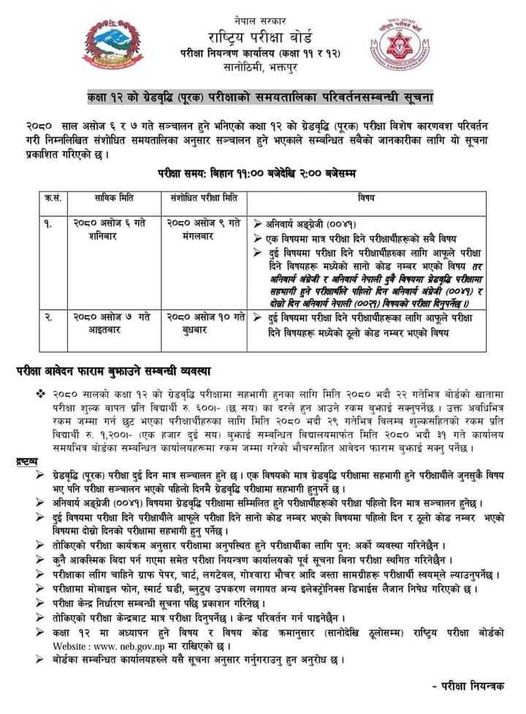 नेपाल सरकार
राष्ट्रिय परीक्षा बोर्ड
परीक्षा नियन्त्रण कार्यालय (कक्षा ११ र १२)
सानोठिमी, भक्तपुर
कक्षा १२ को ग्रेडवृद्धि (पूरक) परीक्षाको समयतालिका परिवर्तनसम्बन्धी सूचना
२०८० साल असोज ६ र ७ गते सञ्चालन हुने भनिएको कक्षा १२ को ग्रेडवृद्धि (पूरक) परीक्षा विशेष कारणवश परिवर्तन
गरी निम्नलिखित संशोधित समयतालिका अनुसार सञ्चालन हुने भएकाले सम्बन्धित सबैको जानकारीका लागि यो सूचना
प्रकाशित गरिएको छ ।
परीक्षा समय: बिहान ११:०० बजेदेखि २:०० बजेसम्म
क्र.सं. साविक मिति संशोधित परीक्षा मिति विषय
१. २०८० असोज ६ गते शनिबार २०८० असोज ९ गते मंगलबार ➢ अनिवार्य अङ्ग्रेजी (००४१)
➢ एक विषयमा मात्र परीक्षा दिने परीक्षार्थीहरूको सबै विषय
➢ दुई विषयमा परीक्षा दिने परीक्षार्थीहरुका लागि आफूले परीक्षा
दिने विषयहरू मध्येको सानो कोड नम्बर भएको विषय तर
अनिवार्य अंग्रेजी र अनिवार्य नेपाली दुवै विषयमा ग्रेडवृद्धि परीक्षामा
सहभागी हुने परीक्षार्थीले पहिलो दिन अनिवार्य अंग्रेजी (००४१) र
दोस्रो दिन अनिवार्य नेपाली (००२१) विषयको परीक्षा दिनुपर्नेछ ।)
२. २०८० असोज ७ गते आइतबार २०८० असोज १० गते बुधबार ➢ दुई विषयमा परीक्षा दिने परीक्षार्थीहरूका लागि आफूले परीक्षा
दिने विषयहरू मध्येको ठूलो कोड नम्बर भएको विषय
परीक्षा आवेदन फाराम बुझाउने सम्बन्धी व्यवस्था
❖ २०८० सालको कक्षा १२ को ग्रेडवृद्धि परीक्षामा सहभागी हुनका लागि मिति २०८० भदौ २२ गतेभित्र बोर्डको खातामा
परीक्षा शुल्क वापत प्रति विद्यार्थी रु. ६००।- (छ सय) का दरले हुन आउने रकम बुझाई सक्नुपर्नेछ । उक्त अवधिभित्र
रकम जम्मा गर्न छुट भएका परीक्षार्थीहरुका लागि मिति २०८० भदौ २९ गतेभित्र विलम्ब शुल्कसहितको रकम प्रति
विद्यार्थी रु. १,२००।- (एक हजार दुई सय) बुझाई सम्बन्धित विद्यालयमार्फत मिति २०८० भदौ ३१ गते कार्यालय
समयभित्र बोर्डका सम्बन्धित कार्यालयहरूमा रकम जम्मा गरेको भौचरसहित आवेदन फाराम बुझाई सक्नु पर्नेछ ।
द्रष्टव्य
➢ ग्रेडवृद्धि (पूरक) परीक्षा दुई दिन मात्र सञ्चालन हुने छ । एक विषयको मात्र ग्रेडवृद्धि परीक्षामा सहभागी हुने परीक्षार्थीले जुनसुकै विषय
भए पनि परीक्षा सञ्चालन भएको पहिलो दिनमै ग्रेडवृद्धि परीक्षामा सहभागी हुनुपर्ने छ ।
➢ अनिवार्य अङ्ग्रेजी (००४१) विषयमा ग्रेडवृद्धि परीक्षामा सम्मिलित हुने परीक्षार्थीहरूको परीक्षा पहिलो दिन मात्र सञ्चालन हुनेछ ।
➢ दुई विषयमा परीक्षा दिने परीक्षार्थीले आफूले परीक्षा दिने सानो कोड नम्बर भएको विषयमा पहिलो दिन र ठूलो कोड नम्बर भएको
विषयमा दोस्रो दिनको परीक्षामा सहभागी हुनु पर्नेछ ।
➢ तोकिएको परीक्षा कार्यक्रम अनुसार परीक्षामा अनुपस्थित हुने परीक्षार्थीका लागि पुन: अर्को व्यवस्था गरिनेछैन ।
➢ कुनै आकस्मिक विदा पर्न गएमा समेत परीक्षा नियन्त्रण कार्यालयको पूर्व सूचना बिना परीक्षा स्थगित गरिनेछैन ।
➢ परीक्षाका लागि चाहिने ग्राफ पेपर, चार्ट, लगटेवल, गोश्वारा भौचर आदि जस्ता सामग्रीहरू परीक्षार्थी स्वयम्‌ले ल्याउनुपर्नेछ ।
➢ परीक्षामा मोबाइल फोन, स्मार्ट घडी, ब्लुटुथ उपकरण लगायत अन्य इलेक्ट्रोनिक्स डिभाईस लैजान निषेध गरिएको छ ।
➢ परीक्षा केन्द्र निर्धारण सम्बन्धी सूचना पछि प्रकाशन गरिनेछ ।
➢ तोकिएको परीक्षा केन्द्रबाट मात्र परीक्षा दिनुपर्नेछ । केन्द्र परिवर्तन गर्न पाइनेछैन ।
➢ कक्षा १२ मा अध्यापन हुने विषय र विषय कोड क्रमानुसार (सानोदेखि ठूलोसम्म) राष्ट्रिय परीक्षा बोर्डको
Website : www. neb.gov.np मा राखिएको छ ।
➢ बोर्डका सम्बन्धित कार्यालयहरुले यसै सूचना अनुसार गर्नुगराउनु हुन अनुरोध छ ।
- परीक्षा नियन्त्रक